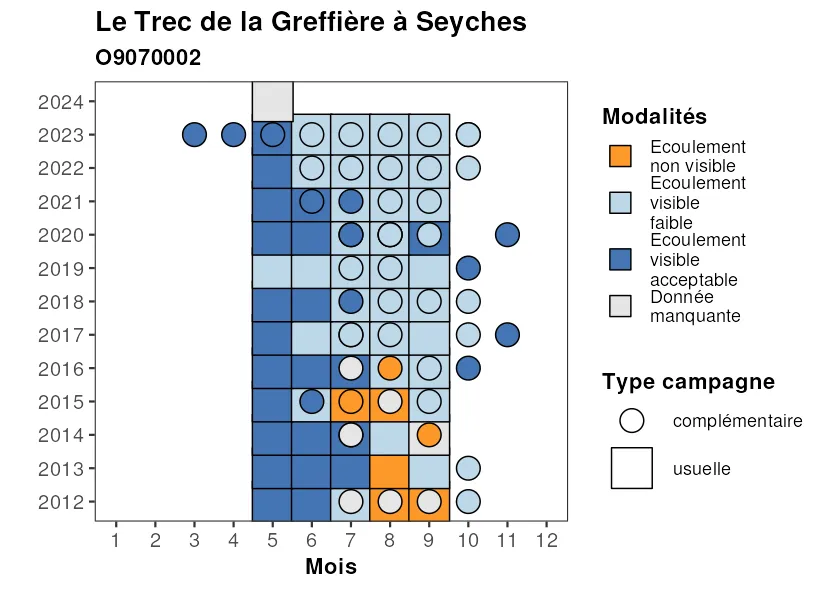 Le Trec de la Greffière à Seyches
O9070002
2024
2023
2022
2021
2020
2019
2018
2017
2016
2015
2014
2013
2012
1 2 3 4 5 6 7 8 9 10 11 12
Mois
Modalités
Ecoulement
non visible
Ecoulement
visible
faible
Ecoulement
visible
acceptable
Donnée
manquante
Type campagne
complémentaire
usuelle